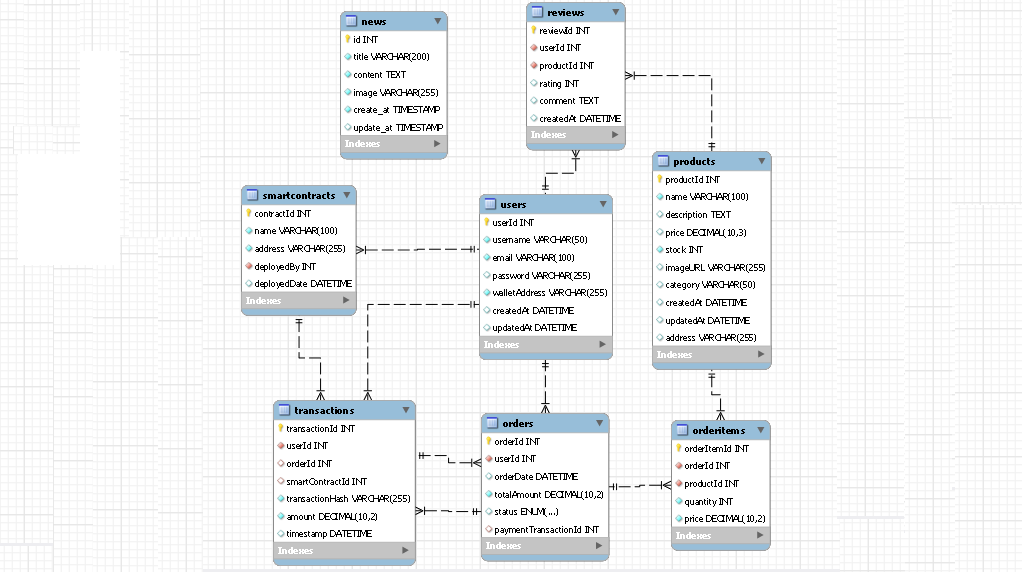 news
id INT
title VARCHAR(200)
content TEXT
image VARCHAR(255)
create_at TIMESTAMP
update_at TIMESTAMP
Indexes
reviews
reviewId INT
userId INT
productId INT
rating INT
comment TEXT
createdAt DATETIME
Indexes
products
productId INT
name VARCHAR(100)
description TEXT
price DECIMAL(10,3)
stock INT
imageURL VARCHAR(255)
category VARCHAR(50)
createdAt DATETIME
updatedAt DATETIME
address VARCHAR(255)
Indexes
smartcontracts
contractId INT
name VARCHAR(100)
address VARCHAR(255)
deployedBy INT
deployedDate DATETIME
Indexes
users
userId INT
username VARCHAR(50)
email VARCHAR(100)
password VARCHAR(255)
walletAddress VARCHAR(255)
createdAt DATETIME
updatedAt DATETIME
Indexes
transactions
transactionId INT
userId INT
orderId INT
smartContractId INT
transactionHash VARCHAR(255)
amount DECIMAL(10,2)
timestamp DATETIME
Indexes
orders
orderId INT
userId INT
orderDate DATETIME
totalAmount DECIMAL(10,2)
status ENUM(...)
paymentTransactionId INT
Indexes
orderitems
orderItemId INT
orderId INT
productId INT
quantity INT
price DECIMAL(10,2)
Indexes